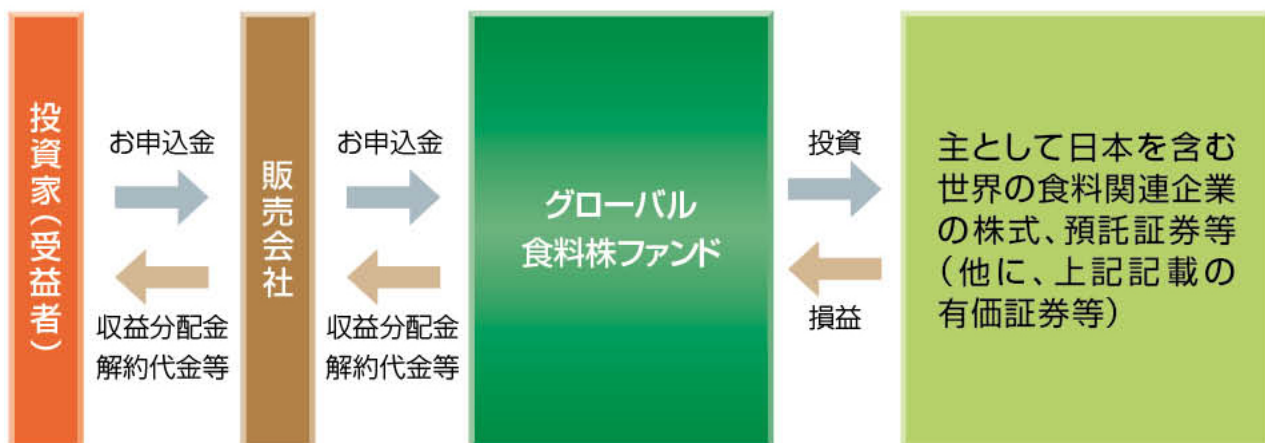 投資家(受益者)
お申込金
収益分配金
解約代金等
販売会社
お申込金
収益分配金
解約代金等
グローバル
食料株ファンド
投資
損益
主として日本を含む
世界の食料関連企業
の株式、預託証券等
(他に、上記記載の
有価証券等)